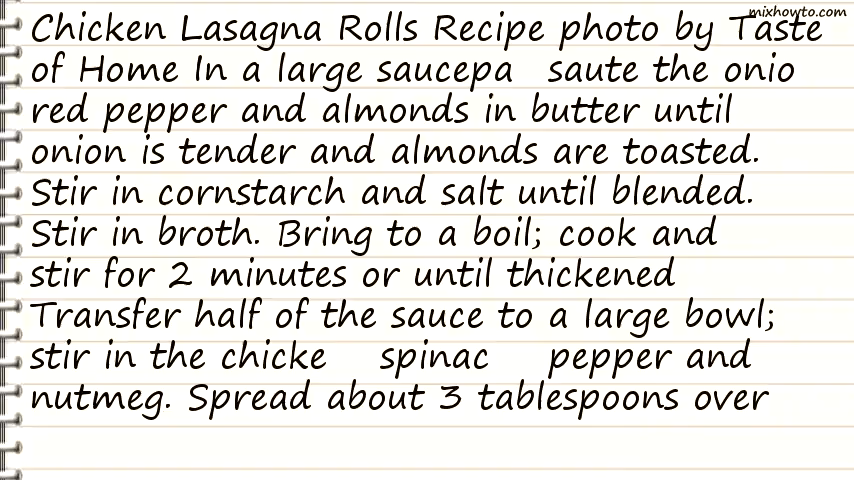 mixhowto.com
Chicken Lasagna Rolls Recipe photo by Taste
of Home In a large saucepa saute the onio
red pepper and almonds in butter until
onion is tender and almonds are toasted.
Stir in cornstarch and salt until blended.
Stir in broth. Bring to a boil; cook and
stir for 2 minutes or until thickened
Transfer half of the sauce to a large bowl;
stir in the chicke spinac pepper and
nutmeg. Spread about 3 tablespoons over